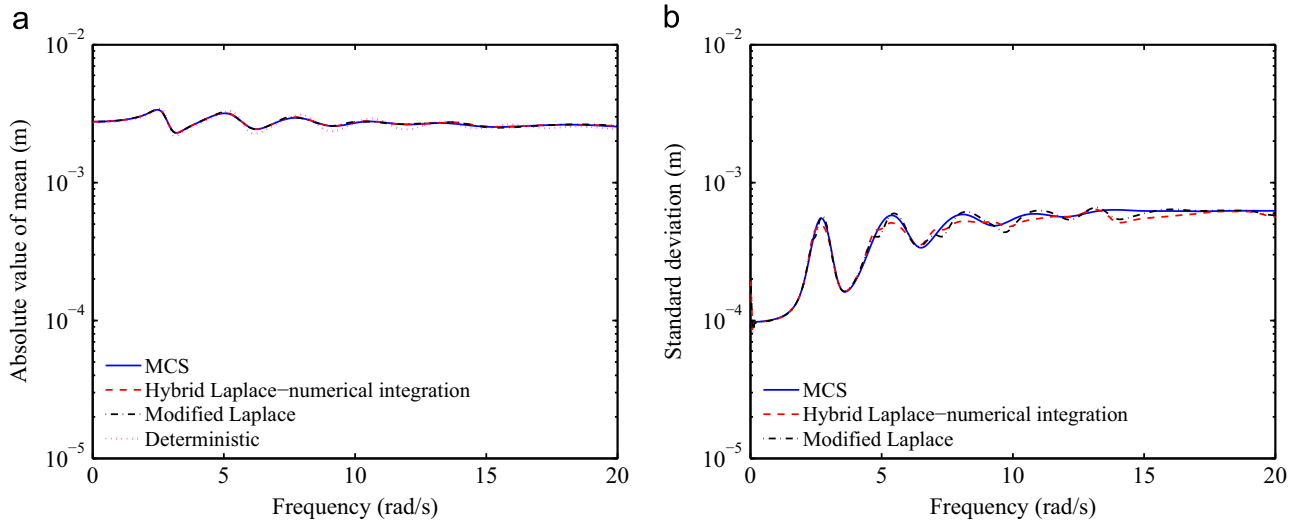 a
10⁻²
10⁻³
10⁻⁴
10⁻⁵
Absolute value of mean (m)
MCS
Hybrid Laplace−numerical integration
Modified Laplace
Deterministic
0 5 10 15 20
Frequency (rad/s)
b
10⁻²
10⁻³
10⁻⁴
10⁻⁵
Standard deviation (m)
MCS
Hybrid Laplace−numerical integration
Modified Laplace
0 5 10 15 20
Frequency (rad/s)